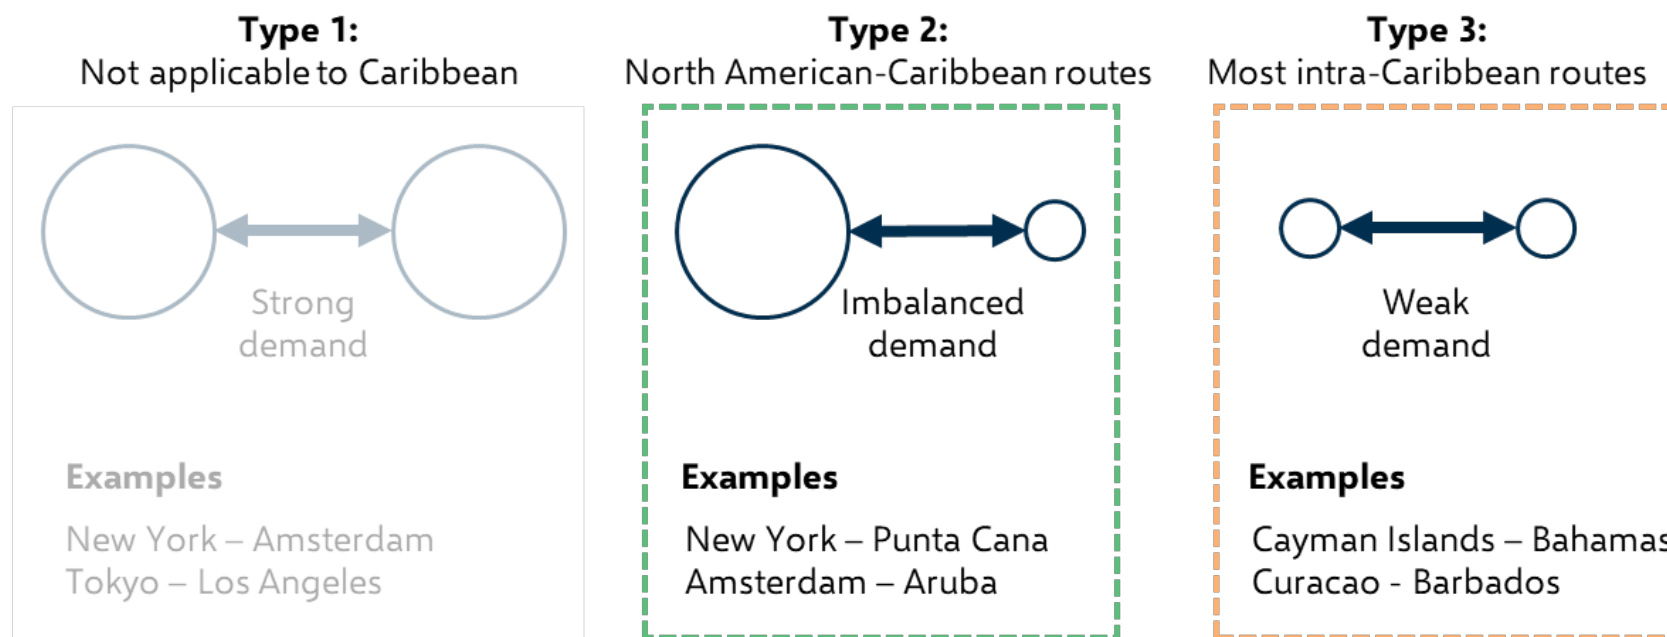 Type 1:
Not applicable to Caribbean
Strong
demand
Examples
New York – Amsterdam
Tokyo – Los Angeles
Type 2:
North American-Caribbean routes
Imbalanced
demand
Examples
New York – Punta Cana
Amsterdam – Aruba
Type 3:
Most intra-Caribbean routes
Weak
demand
Examples
Cayman Islands – Bahamas
Curacao - Barbados